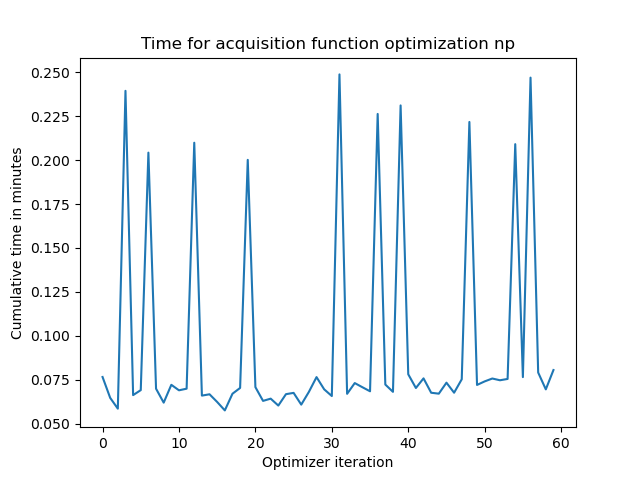 Time for acquisition function optimization np
Cumulative time in minutes
0.250
0.225
0.200
0.175
0.150
0.125
0.100
0.075
0.050
0 10 20 30 40 50 60
Optimizer iteration